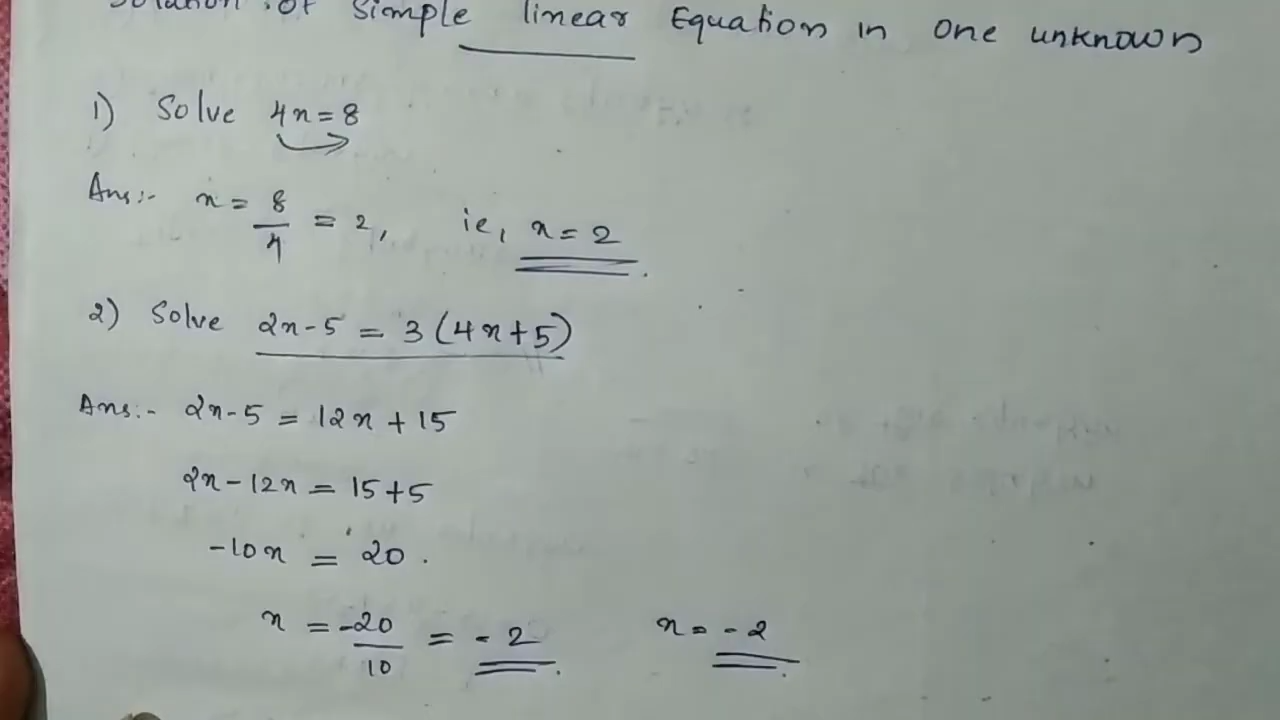 Solution of Simple linear Equation in one unknown
1) Solve 4x = 8
Ans:- x = 8/4 = 2, ie, x = 2.
2) Solve 2x - 5 = 3 (4x + 5)
Ans:- 2x - 5 = 12x + 15
2x - 12x = 15 + 5
-10x = 20.
x = -20/10 = -2. x = -2.